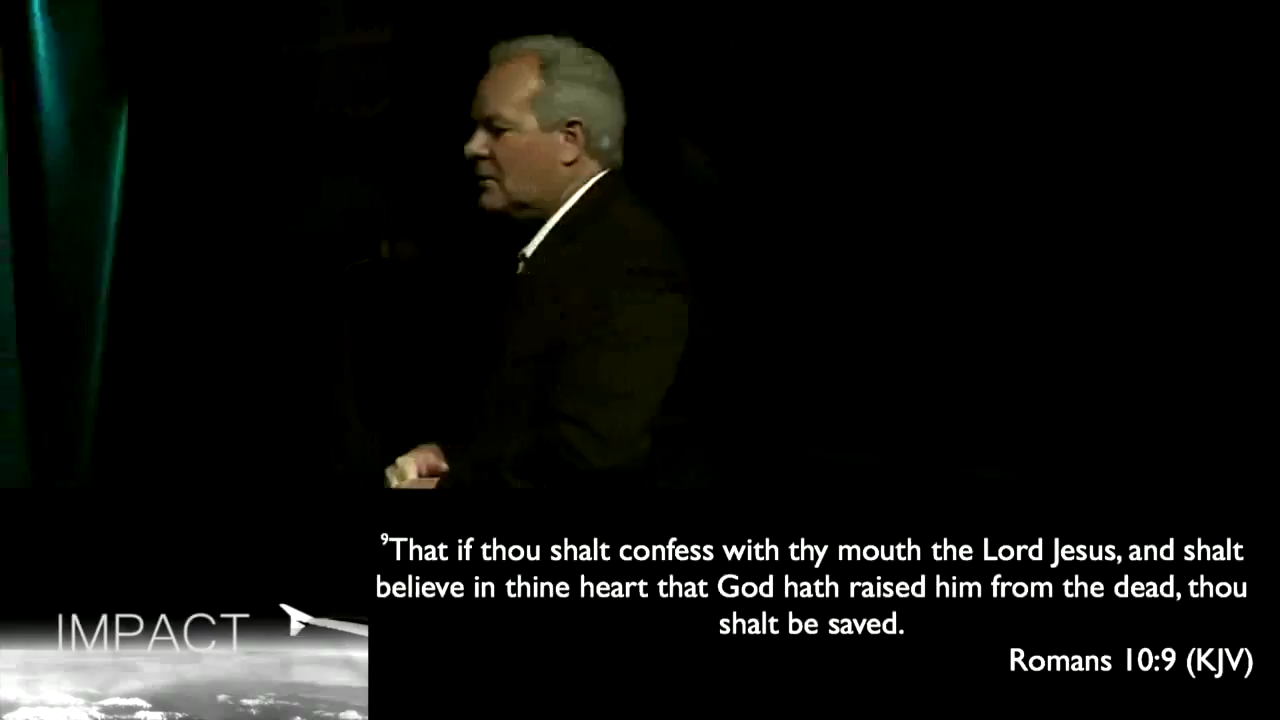 ⁹That if thou shalt confess with thy mouth the Lord Jesus, and shalt
believe in thine heart that God hath raised him from the dead, thou
shalt be saved.
Romans 10:9 (KJV)
IMPACT